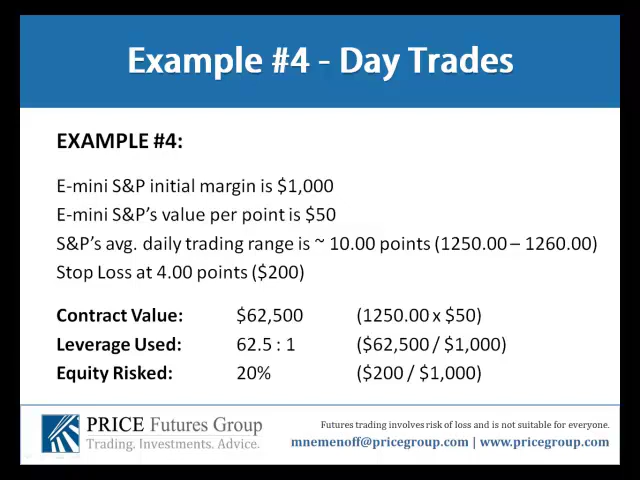 Example #4 - Day Trades
EXAMPLE #4:
E-mini S&P initial margin is $1,000
E-mini S&P's value per point is $50
S&P's avg. daily trading range is ~ 10.00 points (1250.00 – 1260.00)
Stop Loss at 4.00 points ($200)
Contract Value: $62,500 (1250.00 x $50)
Leverage Used: 62.5 : 1 ($62,500 / $1,000)
Equity Risked: 20% ($200 / $1,000)
PRICE Futures Group
Trading. Investments. Advice.
Futures trading involves risk of loss and is not suitable for everyone.
mnemenoff@pricegroup.com | www.pricegroup.com